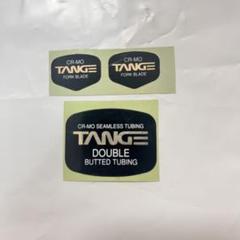 CR-MO
TANGE
FORK BLADE
CR-MO
TANGE
FORK BLADE
CR-MO SEAMLESS TUBING
TANGE
DOUBLE
BUTTED TUBING